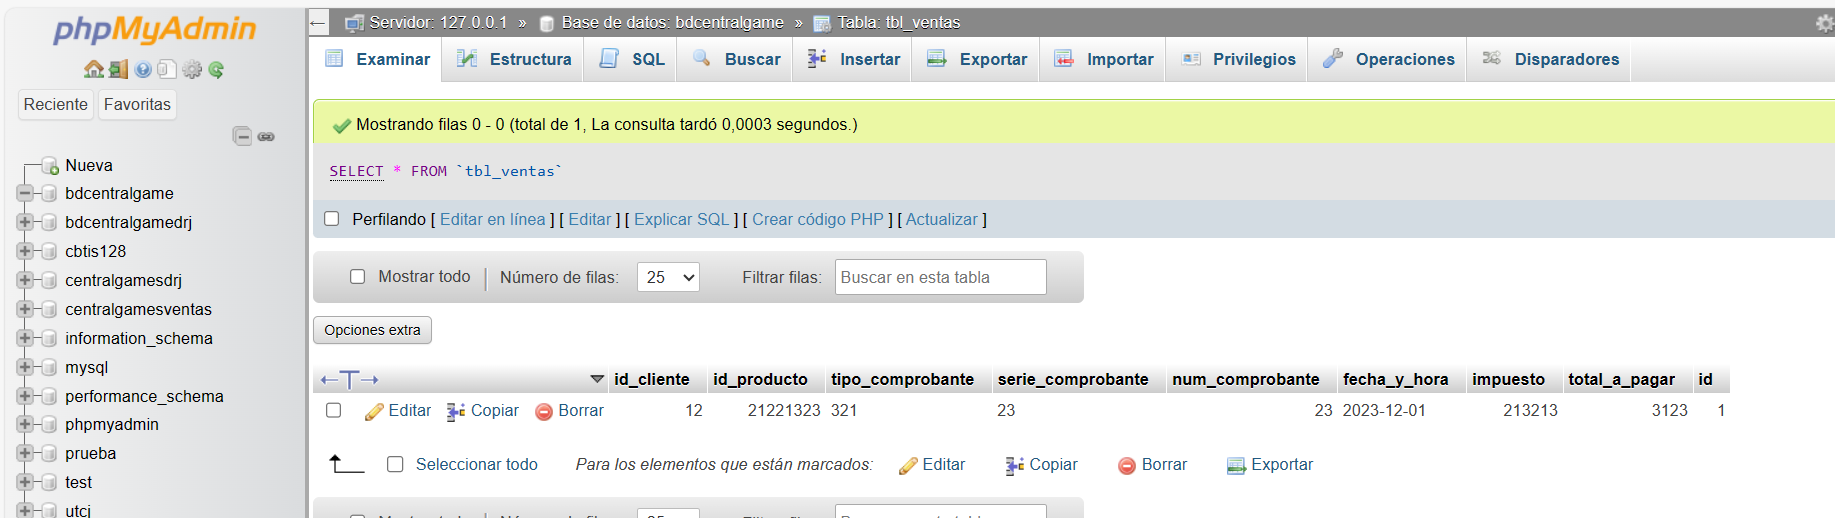 phpMyAdmin
Reciente Favoritas
Nueva
bdcentralgame
bdcentralgamedrj
cbtis128
centralgamesdrj
centralgamesventas
information_schema
mysql
performance_schema
phpmyadmin
prueba
test
utcj
Servidor: 127.0.0.1 » Base de datos: bdcentralgame » Tabla: tbl_ventas
Examinar Estructura SQL Buscar Insertar Exportar Importar Privilegios Operaciones Disparadores
Mostrando filas 0 - 0 (total de 1, La consulta tardó 0,0003 segundos.)
SELECT * FROM `tbl_ventas`
Perfilando [ Editar en línea ] [ Editar ] [ Explicar SQL ] [ Crear código PHP ] [ Actualizar ]
Mostrar todo Número de filas: 25 Filtrar filas: Buscar en esta tabla
Opciones extra
id_cliente id_producto tipo_comprobante serie_comprobante num_comprobante fecha_y_hora impuesto total_a_pagar id
Editar Copiar Borrar 12 21221323 321 23 23 2023-12-01 213213 3123 1
Seleccionar todo Para los elementos que están marcados: Editar Copiar Borrar Exportar